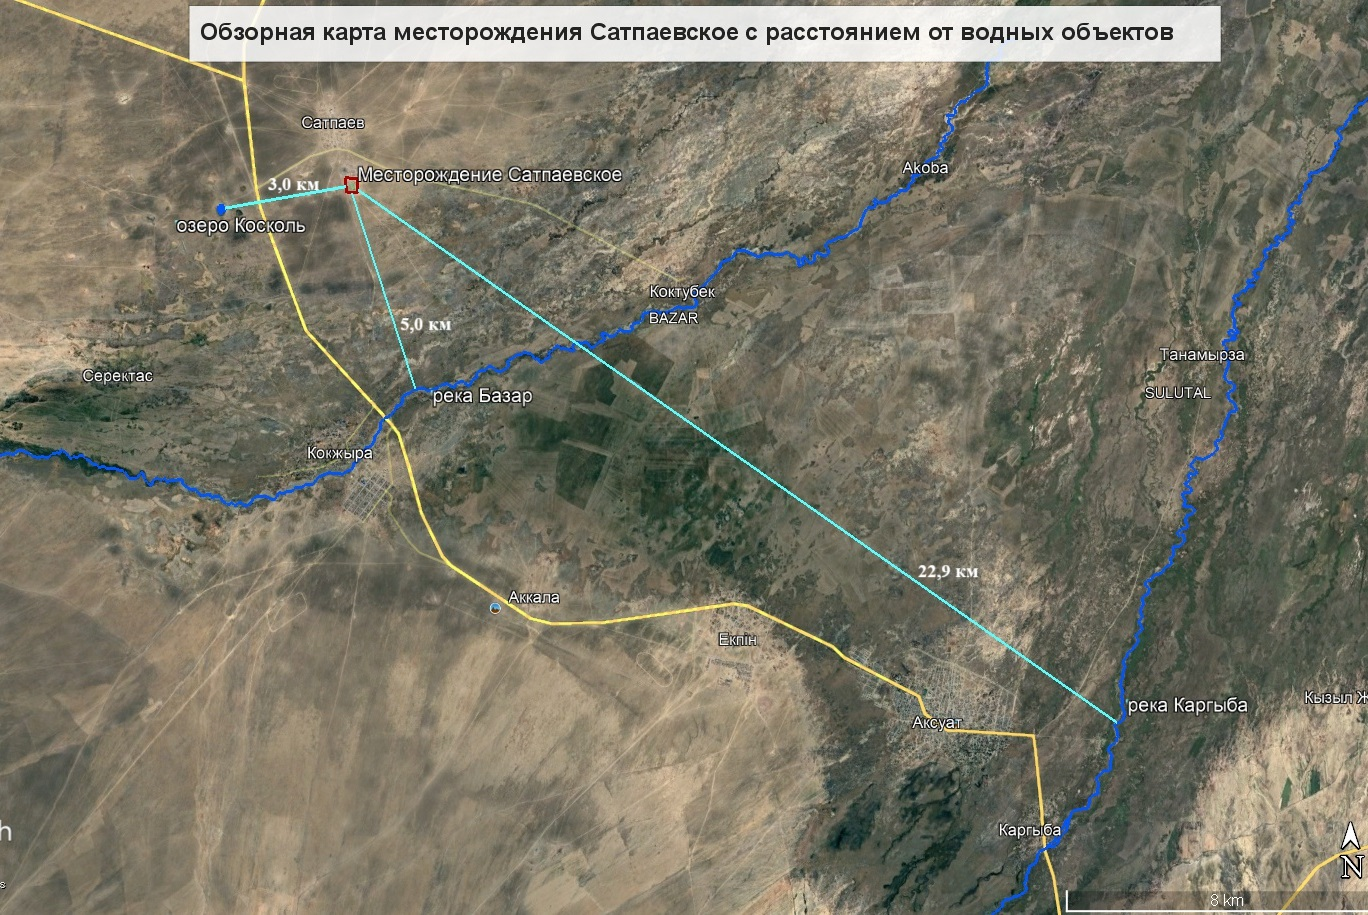 Обзорная карта месторождения Сатпаевское с расстоянием от водных объектов
Сатпаев
Akoba
Месторождение Сатпаевское
3,0 км
озеро Косколь
Коктубек
BAZAR
5,0 км
Танамырза
Серектас
SULUTAL
река Базар
Кокжыра
22,9 км
Аккала
Екпін
Кызыл Ж
река Каргыба
Аксуат
Каргыба
h
N
s
8 km